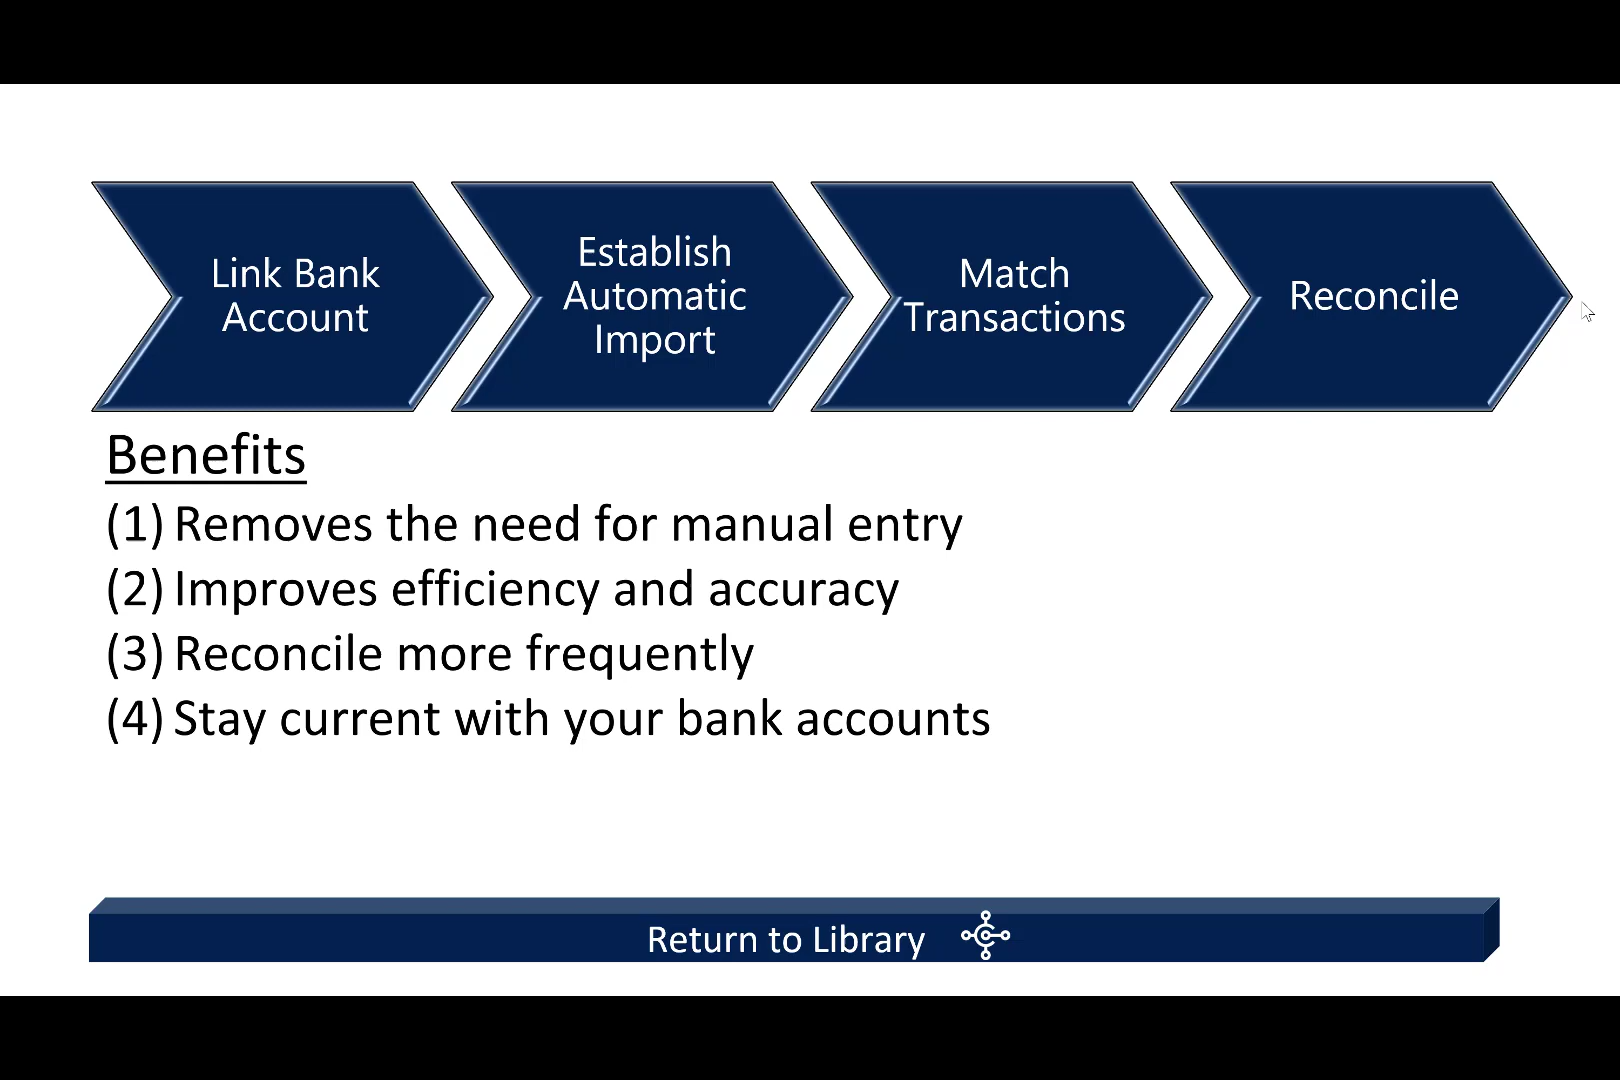 Link Bank
Account
Establish
Automatic
Import
Match
Transactions
Reconcile
Benefits
(1) Removes the need for manual entry
(2) Improves efficiency and accuracy
(3) Reconcile more frequently
(4) Stay current with your bank accounts
Return to Library